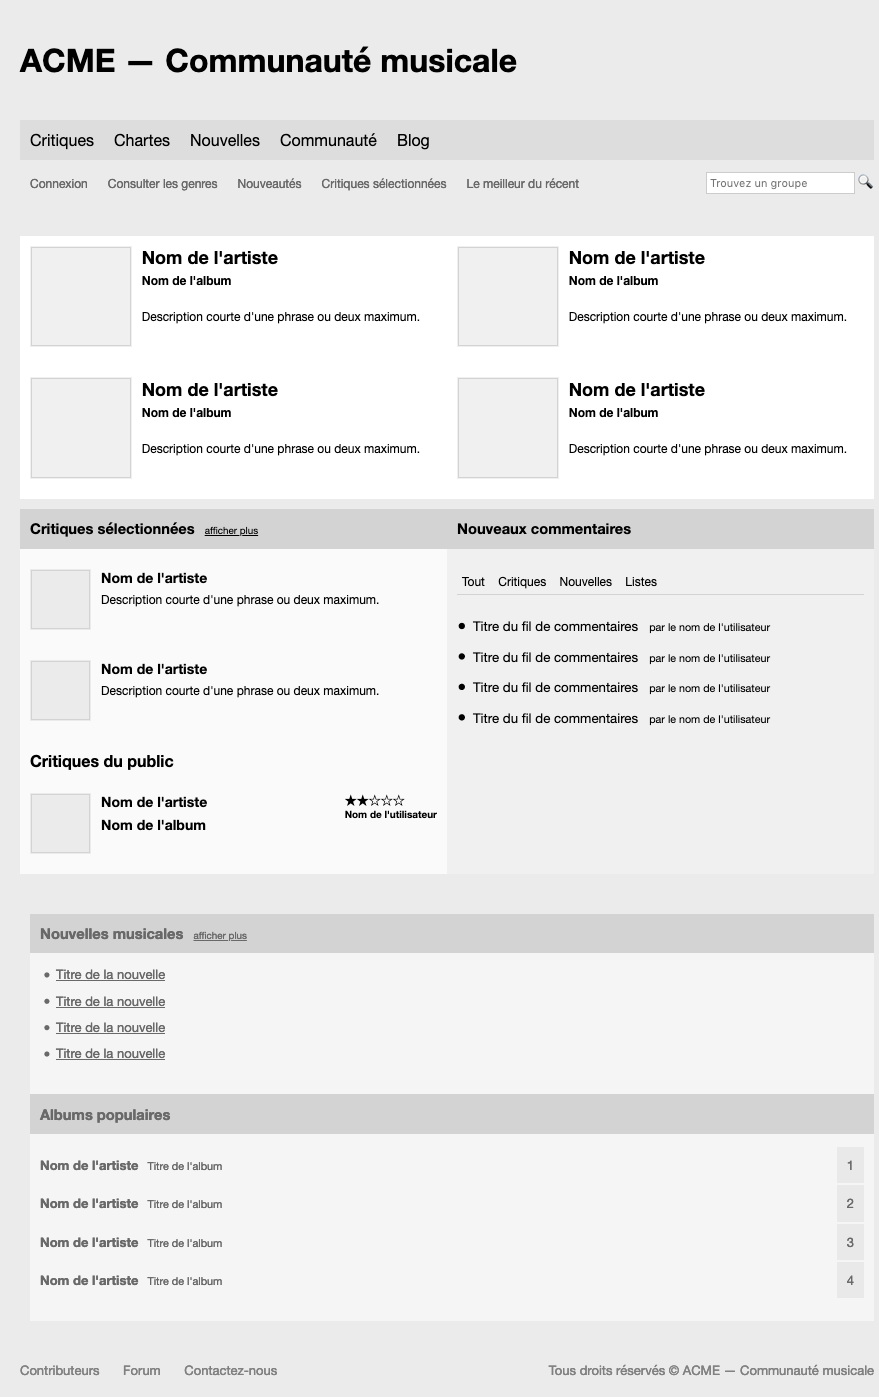 ACME — Communauté musicale
Critiques Chartes Nouvelles Communauté Blog
Connexion Consulter les genres Nouveautés Critiques sélectionnées Le meilleur du récent Trouvez un groupe
Nom de l'artiste
Nom de l'album
Description courte d'une phrase ou deux maximum.
Nom de l'artiste
Nom de l'album
Description courte d'une phrase ou deux maximum.
Nom de l'artiste
Nom de l'album
Description courte d'une phrase ou deux maximum.
Nom de l'artiste
Nom de l'album
Description courte d'une phrase ou deux maximum.
Critiques sélectionnées afficher plus
Nom de l'artiste
Description courte d'une phrase ou deux maximum.
Nom de l'artiste
Description courte d'une phrase ou deux maximum.
Critiques du public
Nom de l'artiste
Nom de l'album
★★☆☆☆
Nom de l'utilisateur
Nouveaux commentaires
Tout Critiques Nouvelles Listes
• Titre du fil de commentaires par le nom de l'utilisateur
• Titre du fil de commentaires par le nom de l'utilisateur
• Titre du fil de commentaires par le nom de l'utilisateur
• Titre du fil de commentaires par le nom de l'utilisateur
Nouvelles musicales afficher plus
• Titre de la nouvelle
• Titre de la nouvelle
• Titre de la nouvelle
• Titre de la nouvelle
Albums populaires
Nom de l'artiste Titre de l'album 1
Nom de l'artiste Titre de l'album 2
Nom de l'artiste Titre de l'album 3
Nom de l'artiste Titre de l'album 4
Contributeurs Forum Contactez-nous Tous droits réservés © ACME — Communauté musicale